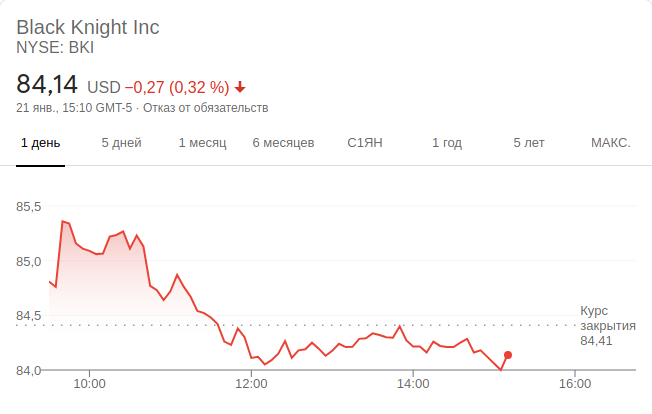 Black Knight Inc
NYSE: BKI
84,14 USD −0,27 (0,32 %)
21 янв., 15:10 GMT-5 · Отказ от обязательств
1 день 5 дней 1 месяц 6 месяцев С1ЯН 1 год 5 лет МАКС.
85,5
85,0
84,5
84,0
Курс
закрытия
84,41
10:00 12:00 14:00 16:00